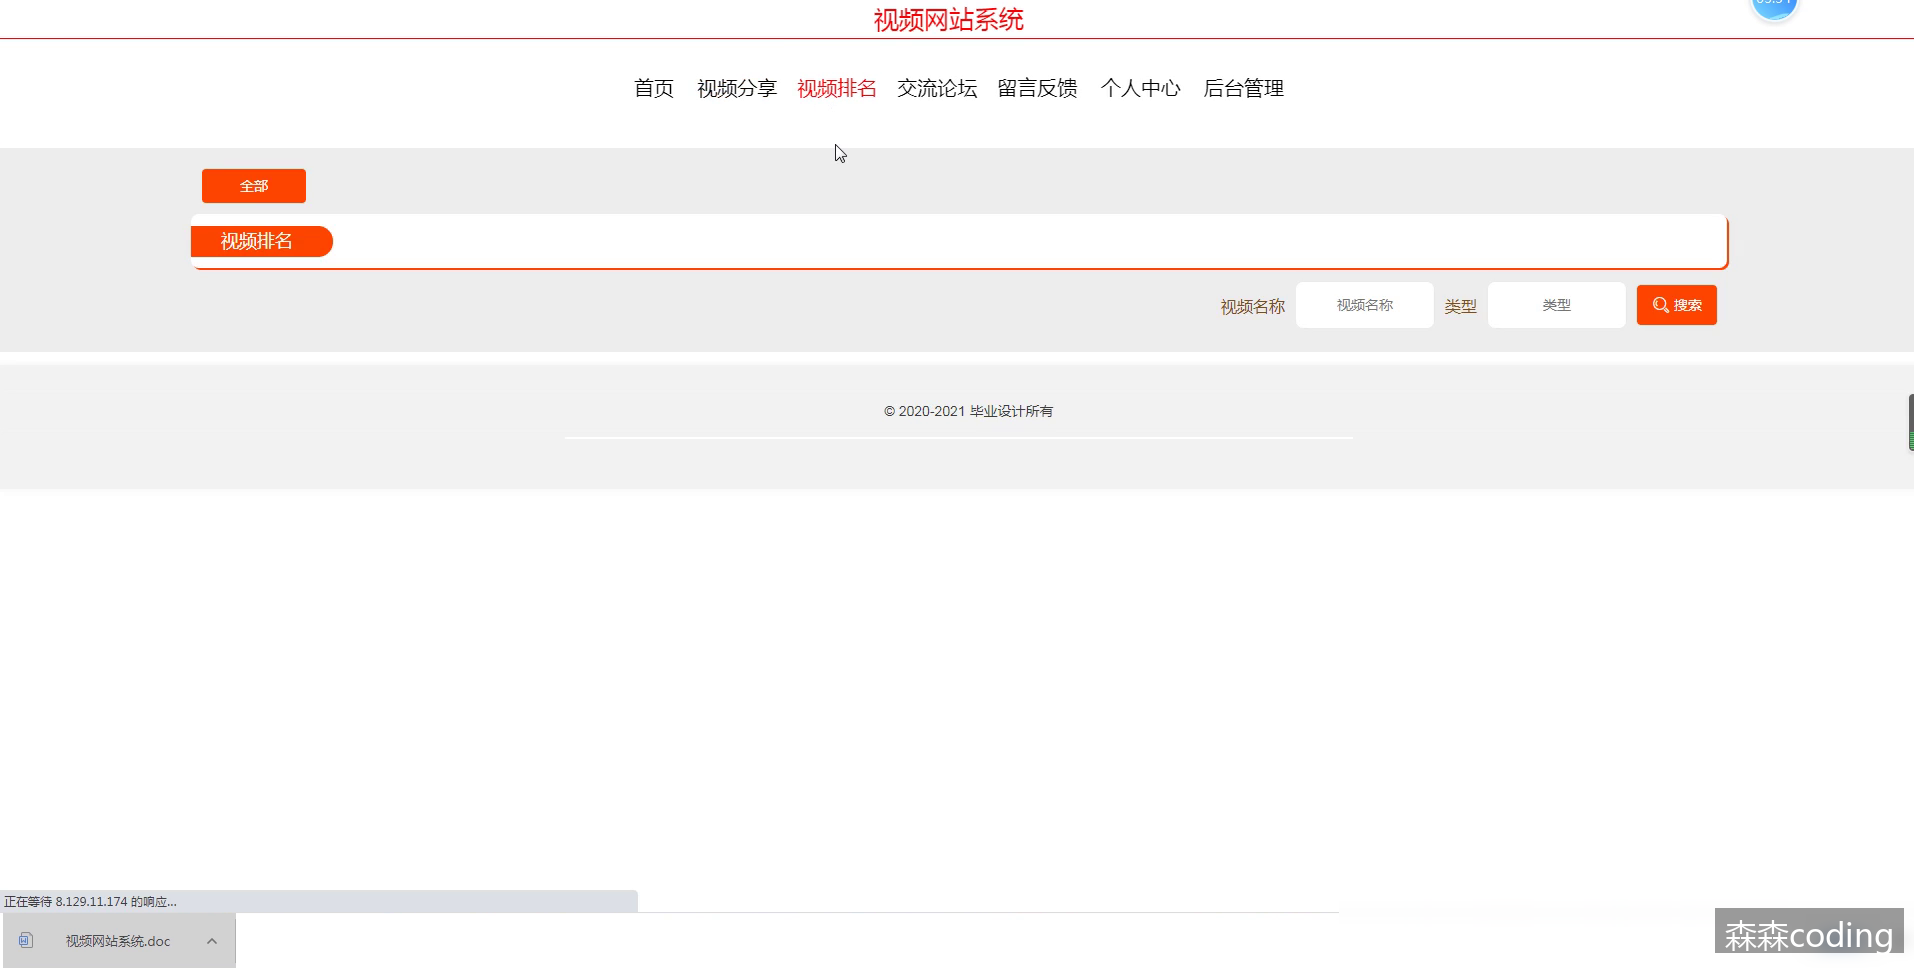 视频网站系统
首页 视频分享 视频排名 交流论坛 留言反馈 个人中心 后台管理
全部
视频排名
视频名称 视频名称 类型 类型 搜索
© 2020-2021 毕业设计所有
正在等待 8.129.11.174 的响应...
视频网站系统.doc
森森coding